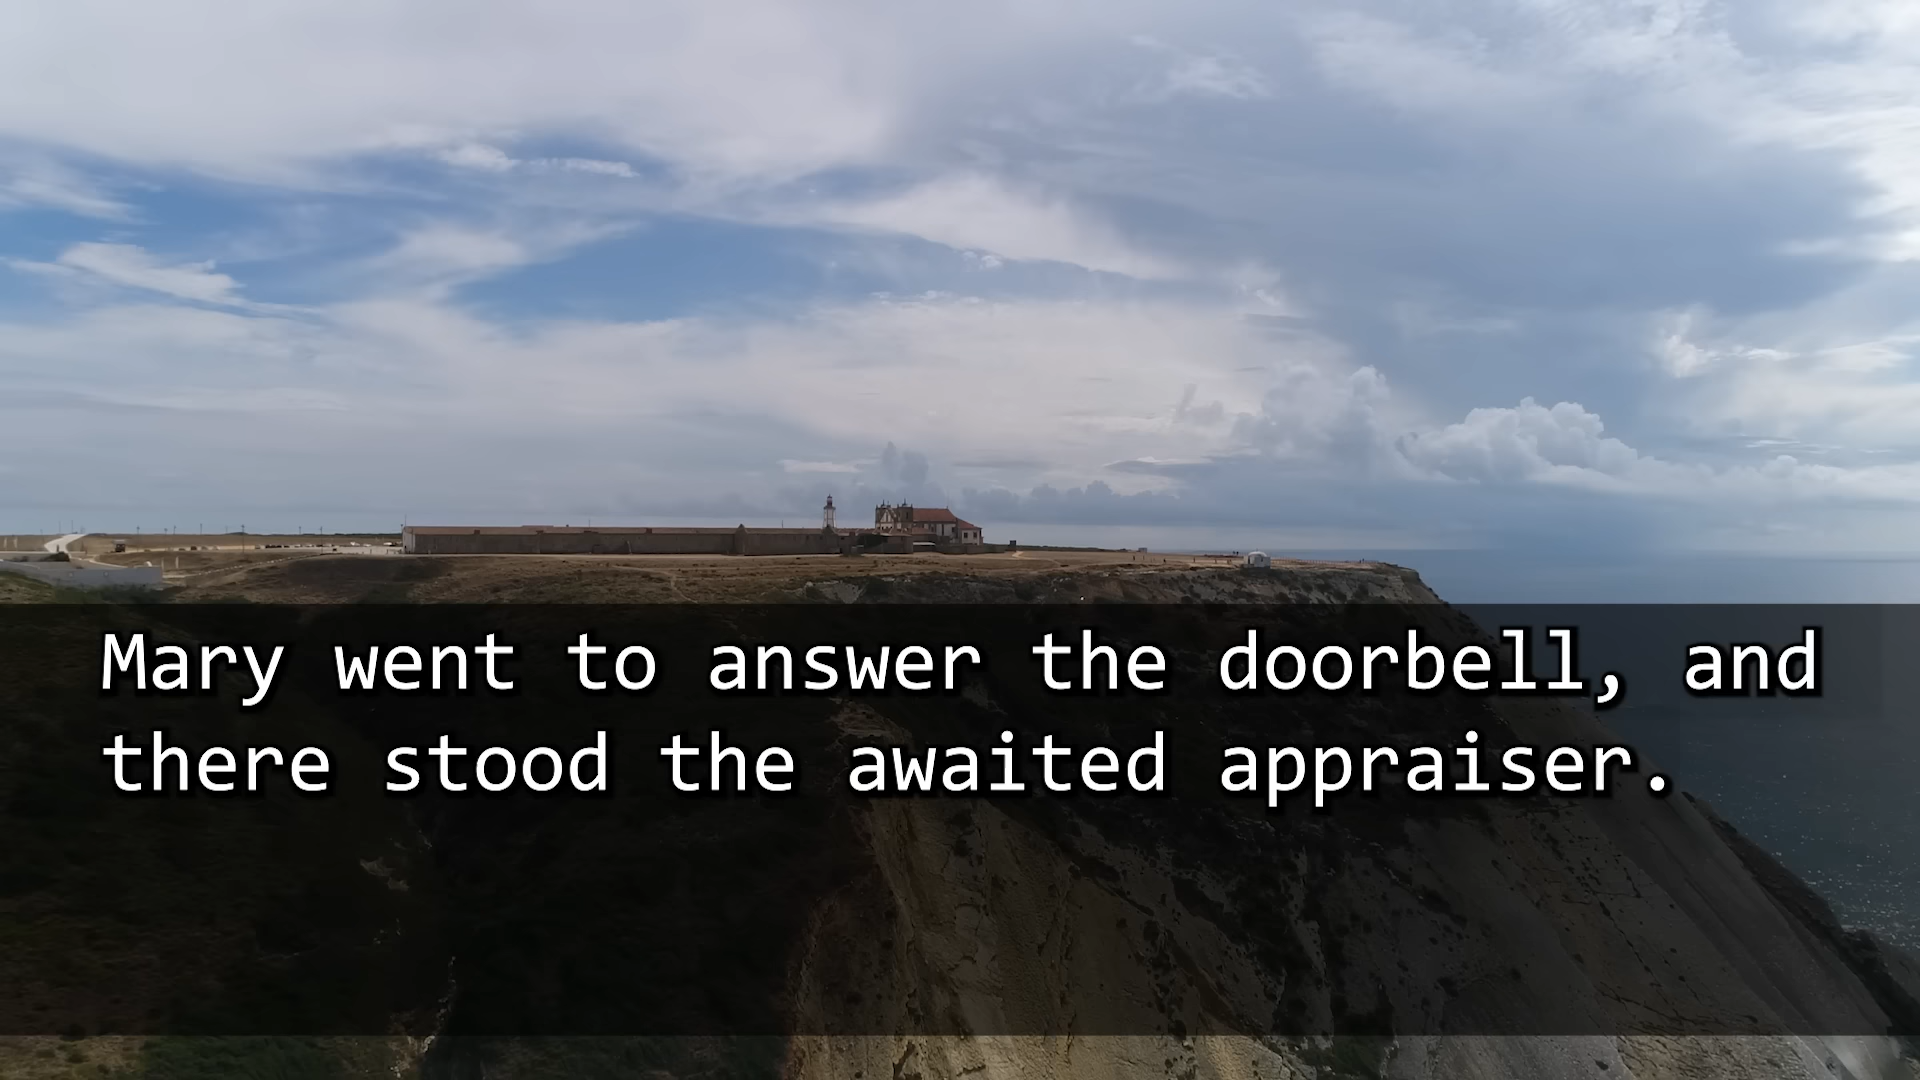 Mary went to answer the doorbell, and
there stood the awaited appraiser.